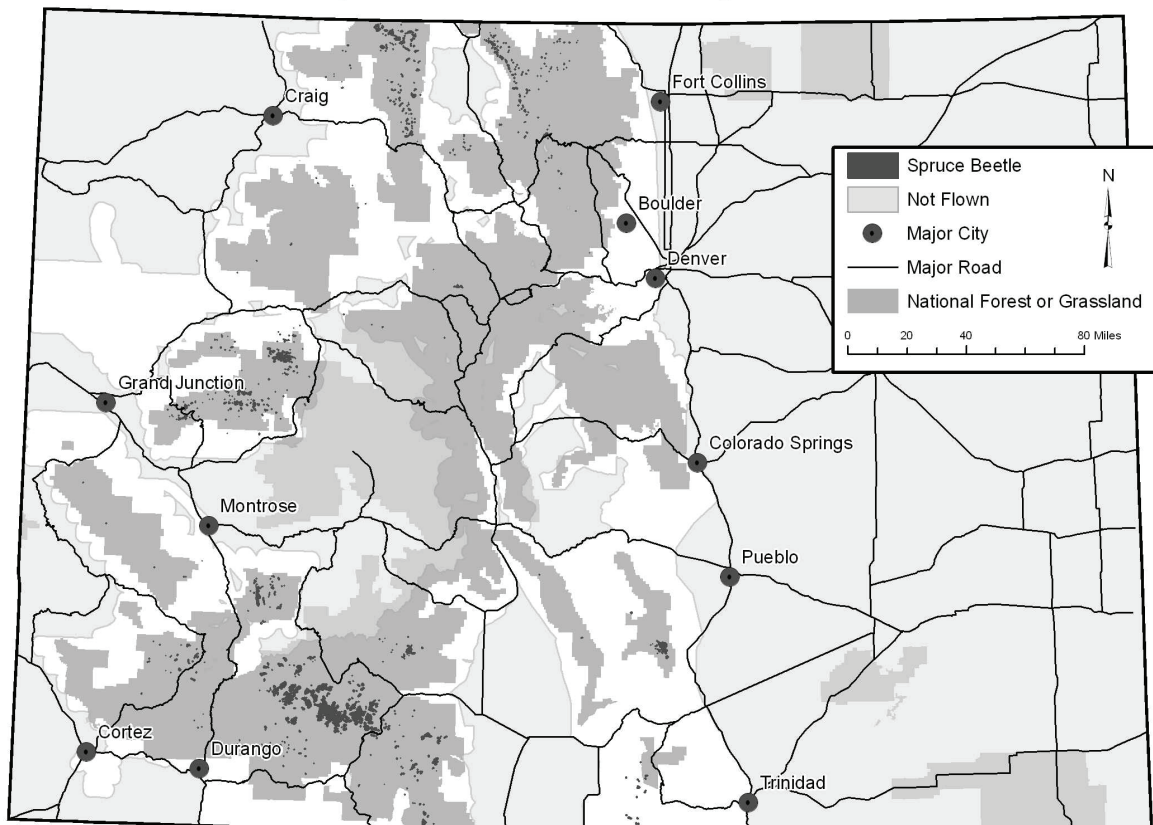 Fort Collins
Craig
Spruce Beetle
Not Flown
Major City
Major Road
National Forest or Grassland
N
0 20 40 80 Miles
Boulder
Denver
Grand Junction
Colorado Springs
Montrose
Pueblo
Cortez
Durango
Trinidad